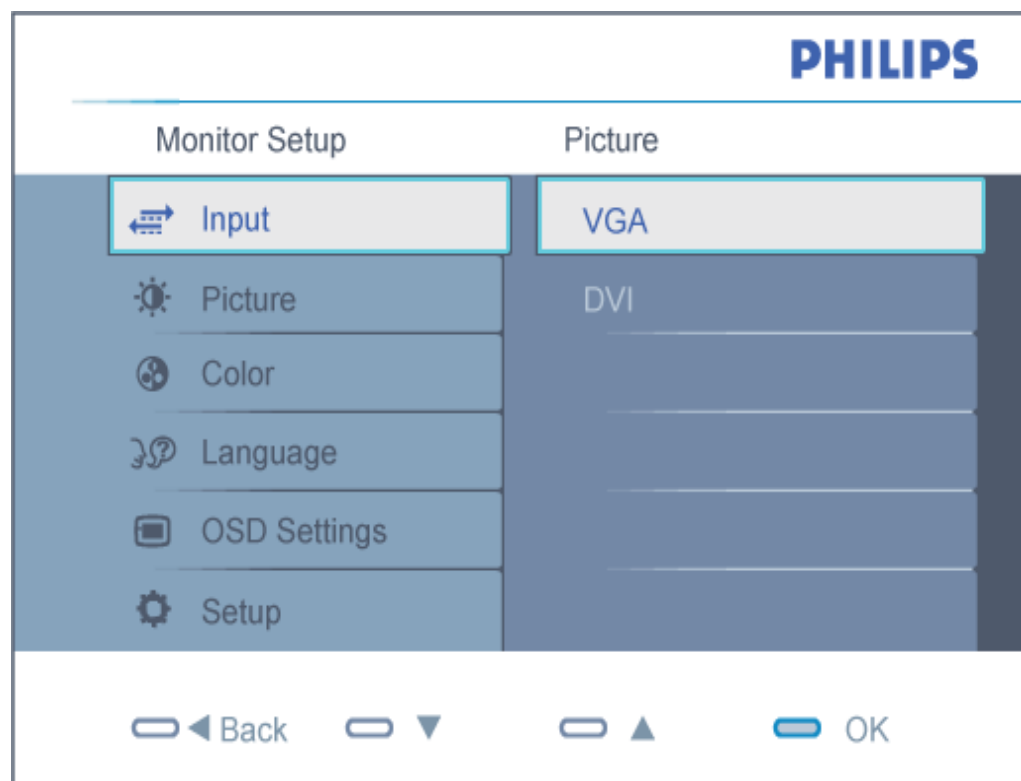 PHILIPS
Monitor Setup Picture
Input VGA
Picture DVI
Color
Language
OSD Settings
Setup
Back OK